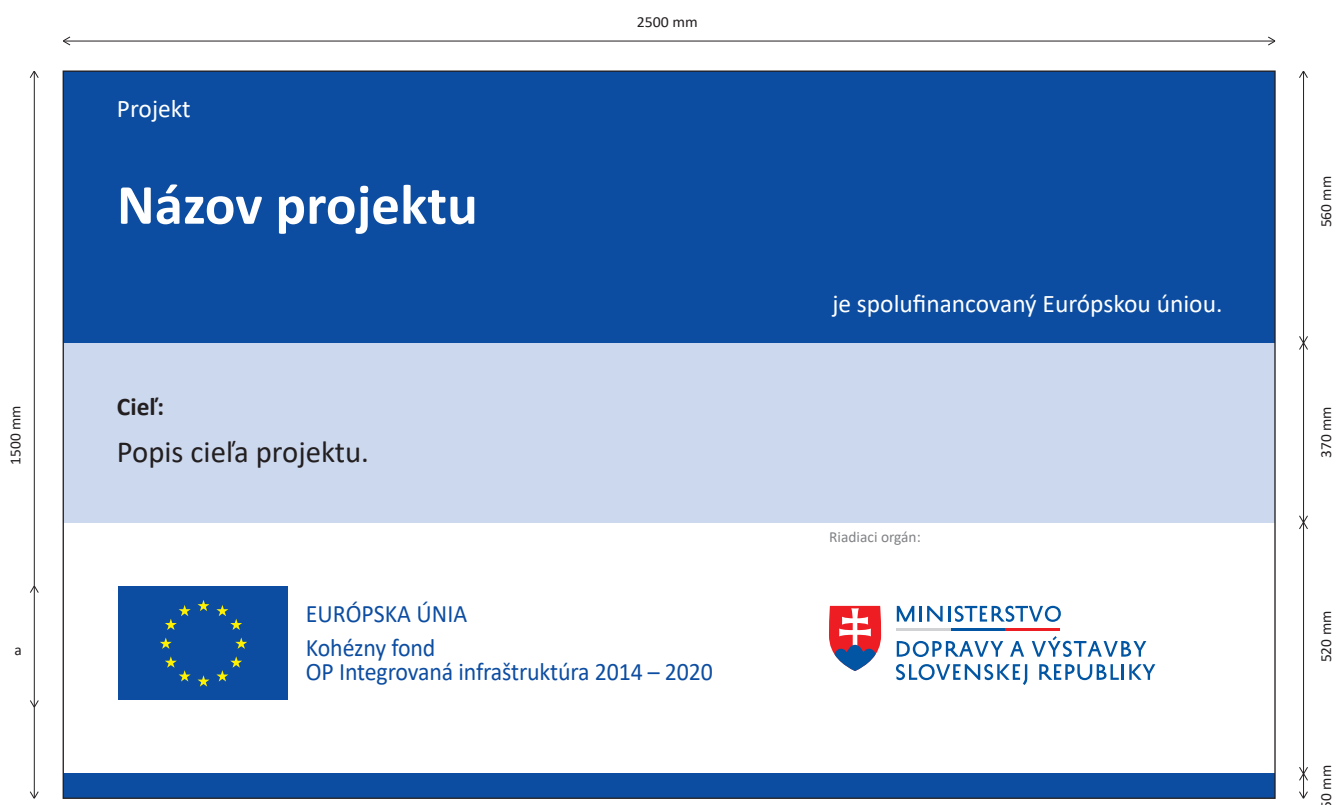 2500 mm
Projekt
Názov projektu
560 mm
je spolufinancovaný Európskou úniou.
1500 mm
Cieľ:
Popis cieľa projektu.
370 mm
Riadiaci orgán:
a
EURÓPSKA ÚNIA
Kohézny fond
OP Integrovaná infraštruktúra 2014 – 2020
MINISTERSTVO
DOPRAVY A VÝSTAVBY
SLOVENSKEJ REPUBLIKY
520 mm
mm